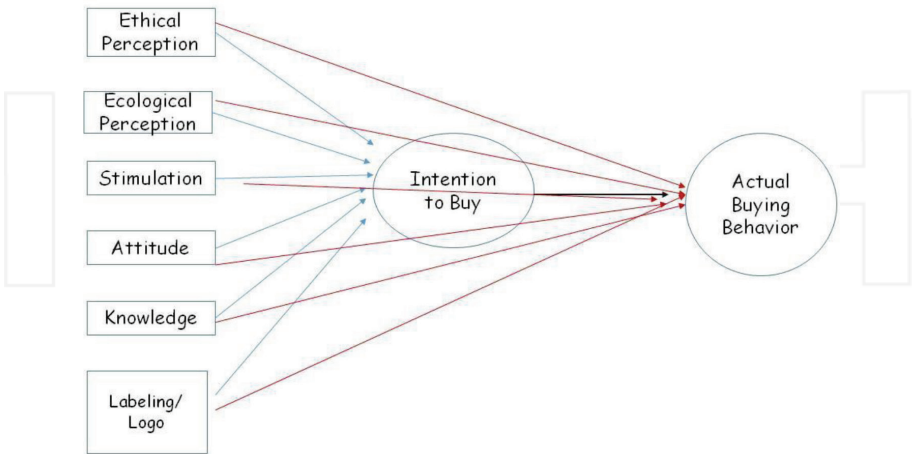 Ethical
Perception
Ecological
Perception
Stimulation
Attitude
Knowledge
Labeling/
Logo
Intention
to Buy
Actual
Buying
Behavior